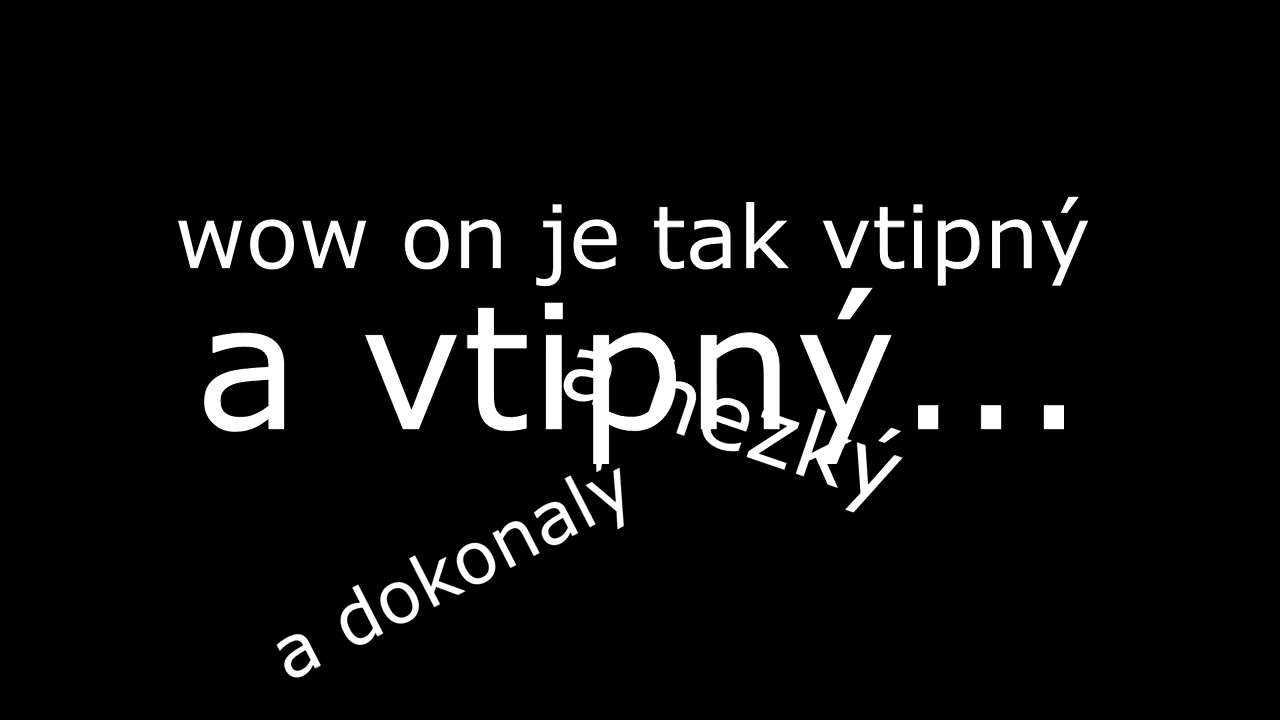 wow on je tak vtipný
a vtipný...
a hezký
a dokonalý